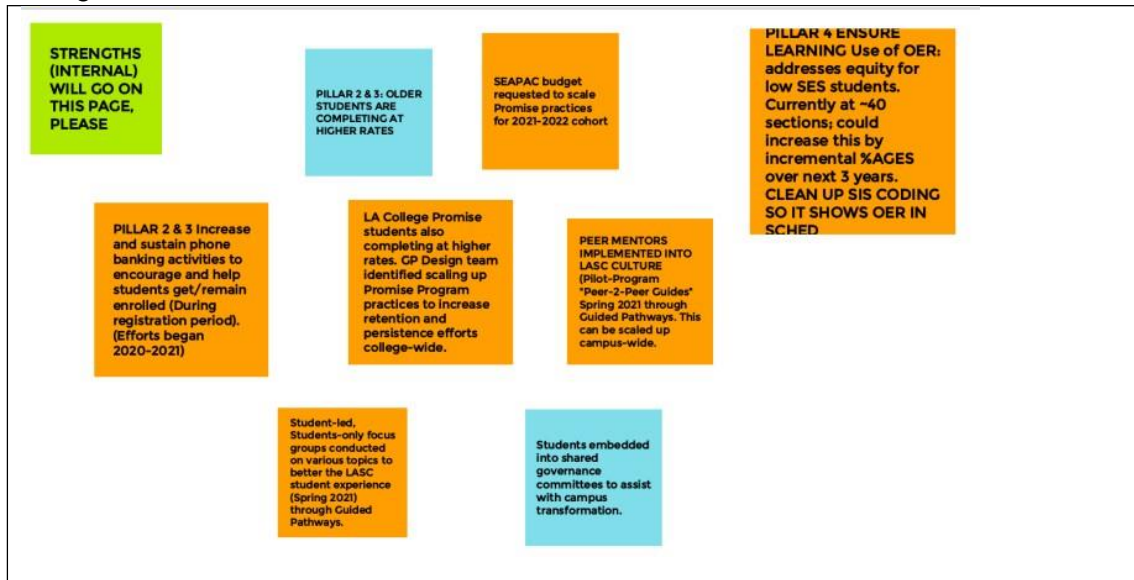 STRENGTHS
(INTERNAL)
WILL GO ON
THIS PAGE,
PLEASE
PILLAR 2 & 3: OLDER
STUDENTS ARE
COMPLETING AT
HIGHER RATES
SEAPAC budget
requested to scale
Promise practices
for 2021-2022 cohort
PILLAR 4 ENSURE
LEARNING Use of OER:
addresses equity for
low SES students.
Currently at ~40
sections; could
increase this by
incremental %AGES
over next 3 years.
CLEAN UP SIS CODING
SO IT SHOWS OER IN
SCHED
PILLAR 2 & 3 Increase
and sustain phone
banking activities to
encourage and help
students get/remain
enrolled (During
registration period).
(Efforts began
2020-2021)
LA College Promise
students also
completing at higher
rates. GP Design team
identified scaling up
Promise Program
practices to increase
retention and
persistence efforts
college-wide.
PEER MENTORS
IMPLEMENTED INTO
LASC CULTURE
(Pilot-Program
"Peer-2-Peer Guides"
Spring 2021 through
Guided Pathways. This
can be scaled up
campus-wide.
Student-led,
Students-only focus
groups conducted
on various topics to
better the LASC
student experience
(Spring 2021)
through Guided
Pathways.
Students embedded
into shared
governance
committees to assist
with campus
transformation.